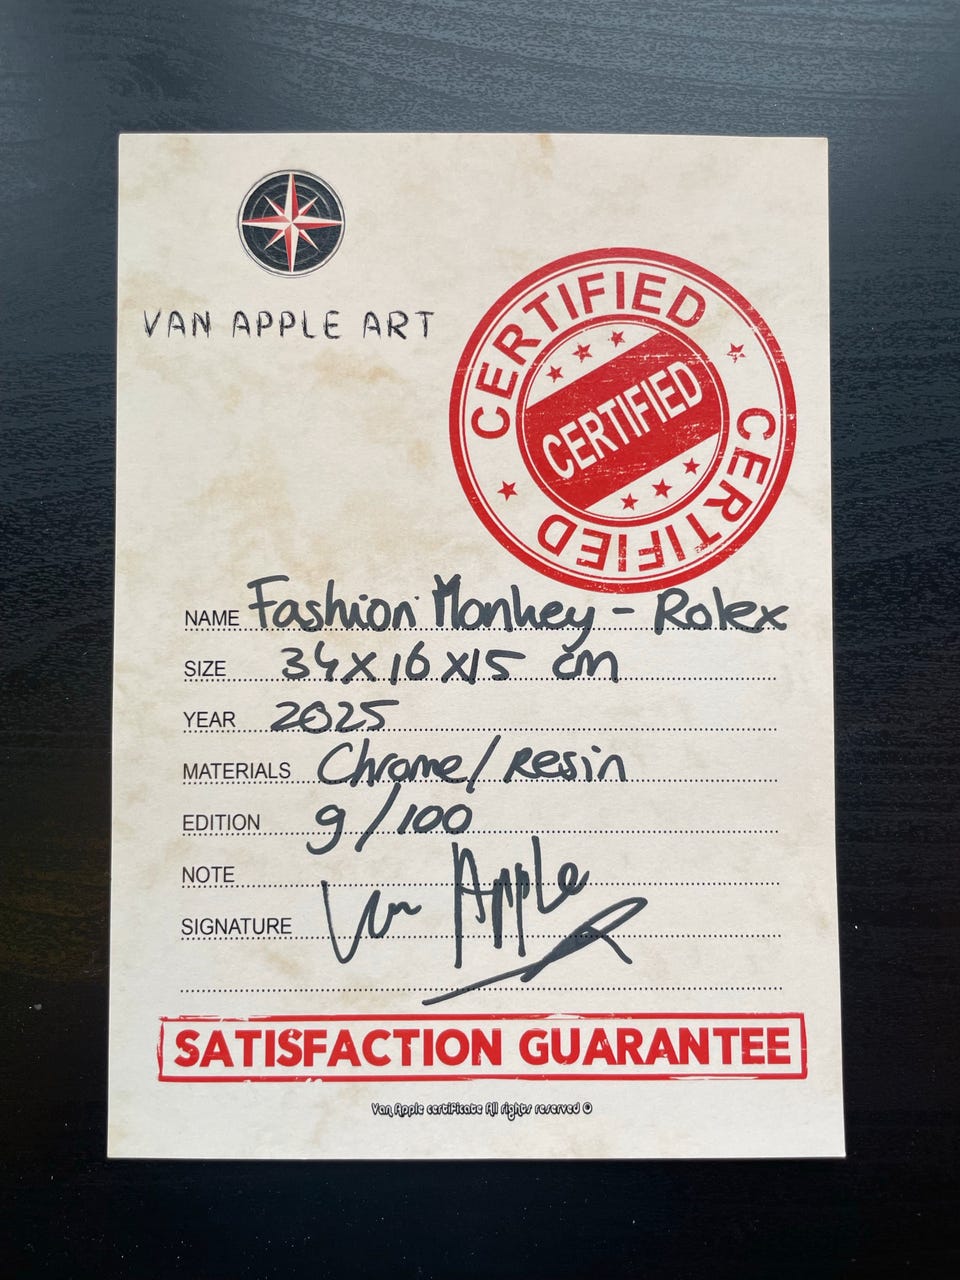 VAN APPLE ART
CERTIFIED
CERTIFIED
CERTIFIED
CERTIFIED
NAME Fashion Monkey - Rolex
SIZE 34x16x15 cm
YEAR 2025
MATERIALS Chrome/Resin
EDITION 9/100
NOTE
SIGNATURE Van Apple
SATISFACTION GUARANTEE
Van Apple certificate All rights reserved ©